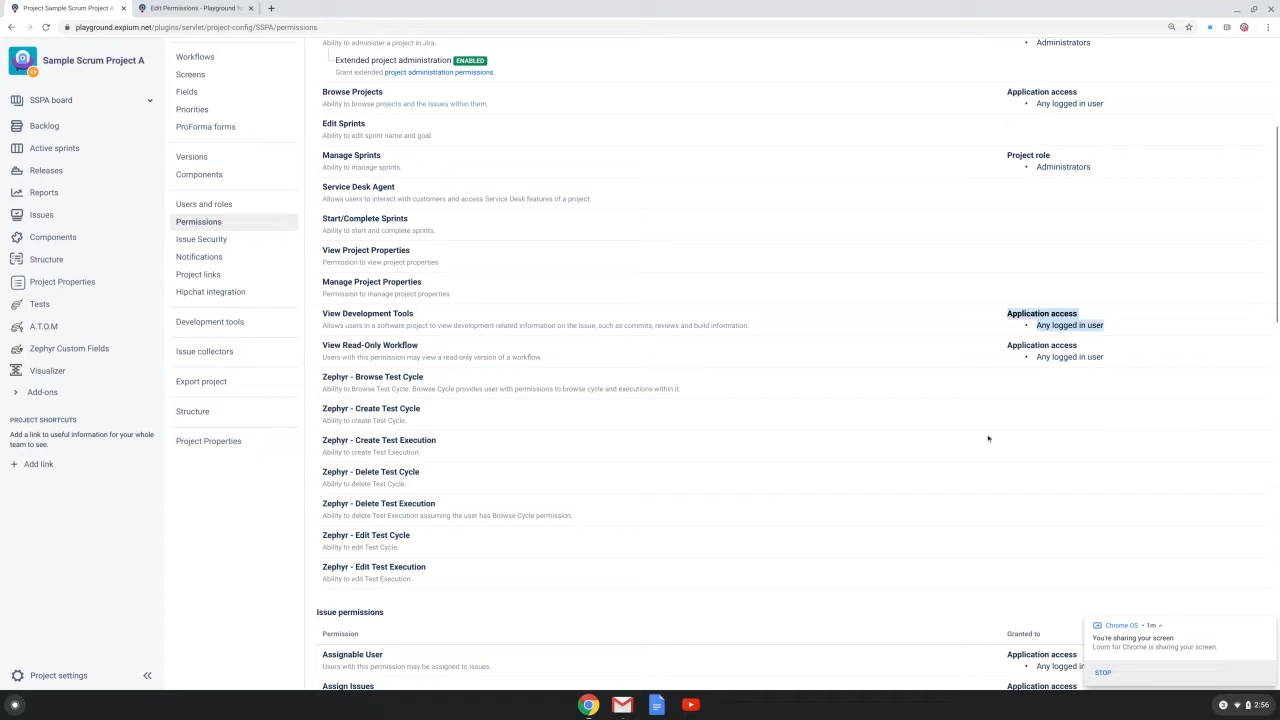 Project Sample Scrum Project A
Edit Permissions - Playground fo
playground.expium.net/plugins/servlet/project-config/SSPA/permissions
Sample Scrum Project A
SSPA board
Backlog
Active sprints
Releases
Reports
Issues
Components
Structure
Project Properties
Tests
A.T.O.M
Zephyr Custom Fields
Visualizer
Add-ons
PROJECT SHORTCUTS
Add a link to useful information for your whole
team to see.
+ Add link
Project settings
Workflows
Screens
Fields
Priorities
ProForma forms
Versions
Components
Users and roles
Permissions
Issue Security
Notifications
Project links
Hipchat integration
Development tools
Issue collectors
Export project
Structure
Project Properties
Ability to administer a project in Jira.
• Administrators
Extended project administration ENABLED
Grant extended project administration permissions.
Browse Projects
Application access
Ability to browse projects and the issues within them.
• Any logged in user
Edit Sprints
Ability to edit sprint name and goal.
Manage Sprints
Project role
Ability to manage sprints.
• Administrators
Service Desk Agent
Allows users to interact with customers and access Service Desk features of a project.
Start/Complete Sprints
Ability to start and complete sprints.
View Project Properties
Permission to view project properties
Manage Project Properties
Permission to manage project properties
View Development Tools
Application access
Allows users in a software project to view development-related information on the issue, such as commits, reviews and build information.
• Any logged in user
View Read-Only Workflow
Application access
Users with this permission may view a read-only version of a workflow.
• Any logged in user
Zephyr - Browse Test Cycle
Ability to Browse Test Cycle. Browse Cycle provides user with permissions to browse cycle and executions within it.
Zephyr - Create Test Cycle
Ability to create Test Cycle.
Zephyr - Create Test Execution
Ability to create Test Execution.
Zephyr - Delete Test Cycle
Ability to delete Test Cycle.
Zephyr - Delete Test Execution
Ability to delete Test Execution assuming the user has Browse Cycle permission.
Zephyr - Edit Test Cycle
Ability to edit Test Cycle.
Zephyr - Edit Test Execution
Ability to edit Test Execution.
Issue permissions
Permission
Granted to
Assignable User
Application access
Users with this permission may be assigned to issues.
• Any logged in
Assign Issues
Application access
Chrome OS • 1m
You're sharing your screen
Loom for Chrome is sharing your screen.
STOP
3
2:56